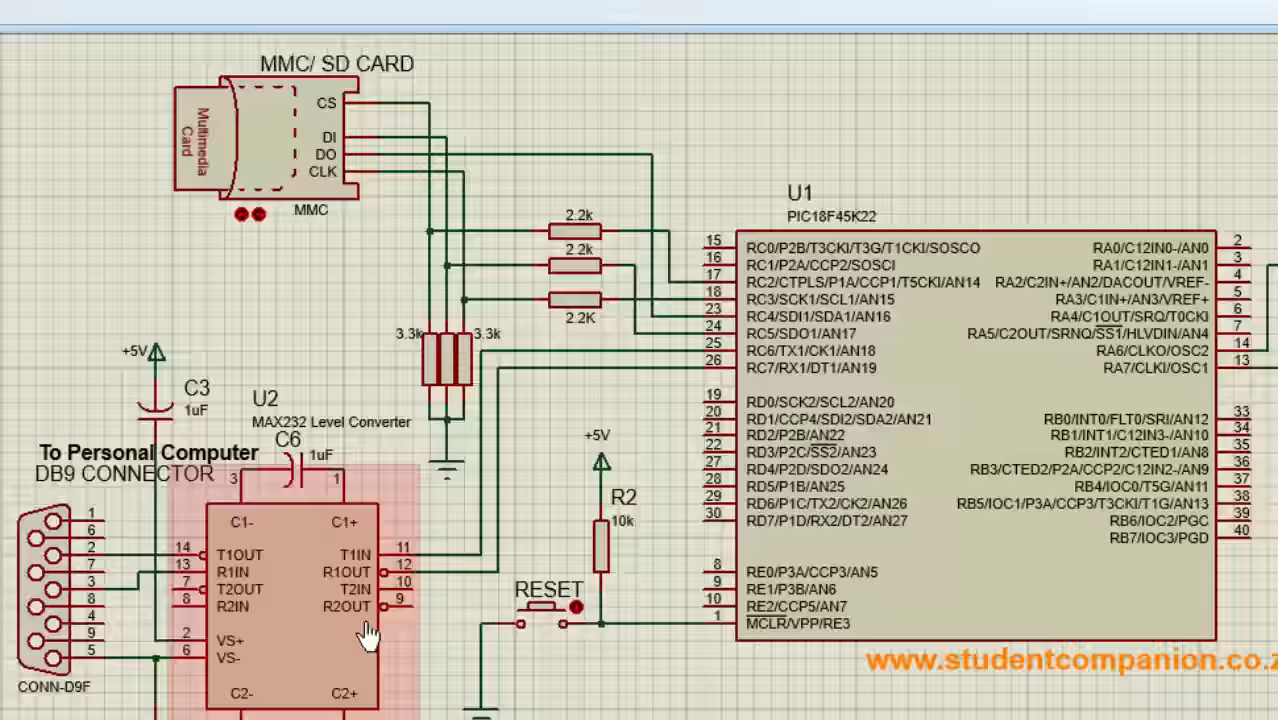 MMC/ SD CARD
Multimedia
Card
CS
DI
DO
CLK
MMC
2.2k
2.2k
2.2K
3.3k
3.3k
U1
PIC18F45K22
15 RC0/P2B/T3CKI/T3G/T1CKI/SOSCO
16 RC1/P2A/CCP2/SOSCI
17 RC2/CTPLS/P1A/CCP1/T5CKI/AN14
18 RC3/SCK1/SCL1/AN15
23 RC4/SDI1/SDA1/AN16
24 RC5/SDO1/AN17
25 RC6/TX1/CK1/AN18
26 RC7/RX1/DT1/AN19
19 RD0/SCK2/SCL2/AN20
20 RD1/CCP4/SDI2/SDA2/AN21
21 RD2/P2B/AN22
22 RD3/P2C/SS2/AN23
27 RD4/P2D/SDO2/AN24
28 RD5/P1B/AN25
29 RD6/P1C/TX2/CK2/AN26
30 RD7/P1D/RX2/DT2/AN27
8 RE0/P3A/CCP3/AN5
9 RE1/P3B/AN6
10 RE2/CCP5/AN7
1 MCLR/VPP/RE3
RA0/C12IN0-/AN0 2
RA1/C12IN1-/AN1 3
RA2/C2IN+/AN2/DACOUT/VREF- 4
RA3/C1IN+/AN3/VREF+ 5
RA4/C1OUT/SRQ/T0CKI 6
RA5/C2OUT/SRNQ/SS1/HLVDIN/AN4 7
RA6/CLKO/OSC2 14
RA7/CLKI/OSC1 13
RB0/INT0/FLT0/SRI/AN12 33
RB1/INT1/C12IN3-/AN10 34
RB2/INT2/CTED1/AN8 35
RB3/CTED2/P2A/CCP2/C12IN2-/AN9 36
RB4/IOC0/T5G/AN11 37
RB5/IOC1/P3A/CCP3/T3CKI/T1G/AN13 38
RB6/IOC2/PGC 39
RB7/IOC3/PGD 40
+5V
C3
1uF
U2
MAX232 Level Converter
C6
1uF
To Personal Computer
DB9 CONNECTOR
3 1
C1- C1+
14 T1OUT T1IN 11
13 R1IN R1OUT 12
7 T2OUT T2IN 10
8 R2IN R2OUT 9
2 VS+
6 VS-
C2- C2+
1
6
2
7
3
8
4
9
5
CONN-D9F
+5V
R2
10k
RESET
www.studentcompanion.co.z